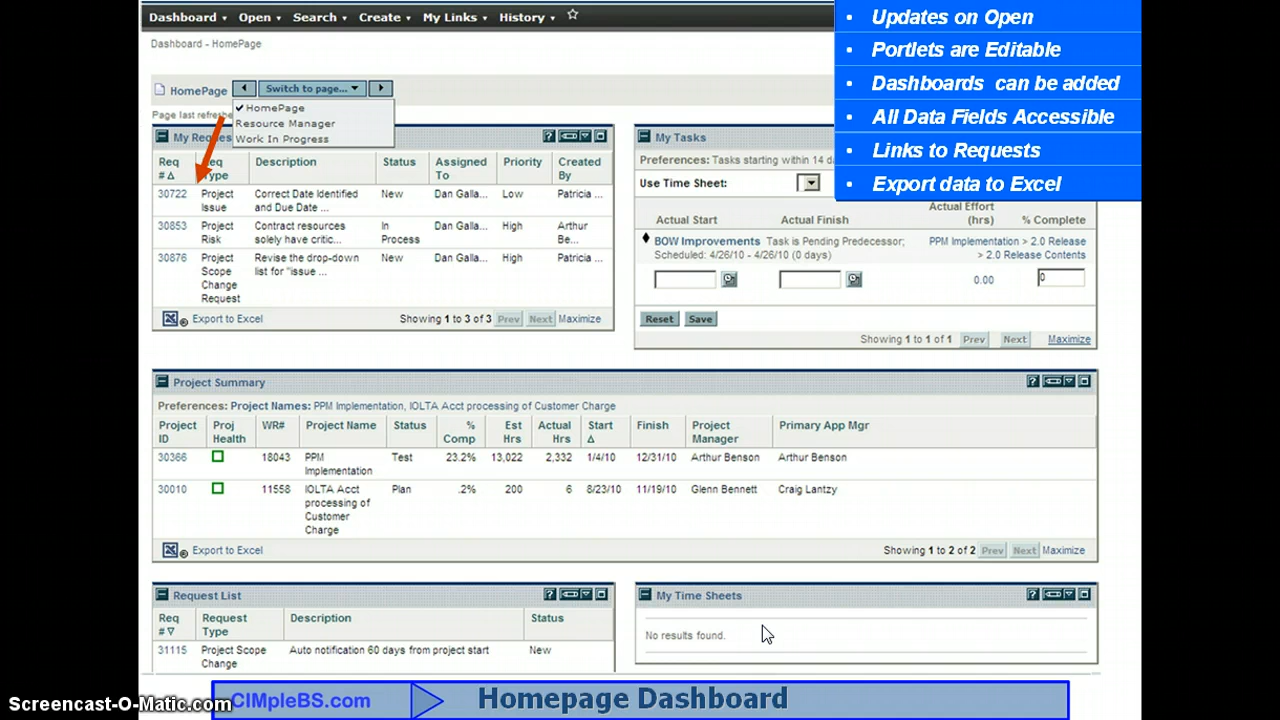 Dashboard Open Search Create My Links History
• Updates on Open
• Portlets are Editable
• Dashboards can be added
• All Data Fields Accessible
• Links to Requests
• Export data to Excel
Dashboard - HomePage
HomePage Switch to page...
HomePage
Resource Manager
Work In Progress
Page last refreshe
My Reques
Req # Req Type Description Status Assigned To Priority Created By
30722 Project Issue Correct Date Identified and Due Date ... New Dan Galla... Low Patricia ...
30853 Project Risk Contract resources solely have critic... In Process Dan Galla... High Arthur Be...
30876 Project Scope Change Request Revise the drop-down list for "issue ... New Dan Galla... High Patricia ...
Export to Excel Showing 1 to 3 of 3 Prev Next Maximize
My Tasks
Preferences: Tasks starting within 14 da
Use Time Sheet:
Actual Start Actual Finish Actual Effort (hrs) % Complete
BOW Improvements Task is Pending Predecessor; PPM Implementation > 2.0 Release
Scheduled: 4/26/10 - 4/26/10 (0 days) > 2.0 Release Contents
0.00 0
Reset Save
Showing 1 to 1 of 1 Prev Next Maximize
Project Summary
Preferences: Project Names: PPM Implementation, IOLTA Acct processing of Customer Charge
Project ID Proj Health WR# Project Name Status % Comp Est Hrs Actual Hrs Start Finish Project Manager Primary App Mgr
30366 18043 PPM Implementation Test 23.2% 13,022 2,332 1/4/10 12/31/10 Arthur Benson Arthur Benson
30010 11558 IOLTA Acct processing of Customer Charge Plan .2% 200 6 8/23/10 11/19/10 Glenn Bennett Craig Lantzy
Export to Excel Showing 1 to 2 of 2 Prev Next Maximize
Request List
Req # Request Type Description Status
31115 Project Scope Change Auto notification 60 days from project start New
My Time Sheets
No results found.
CIMpleBS.com Homepage Dashboard
Screencast-O-Matic.com